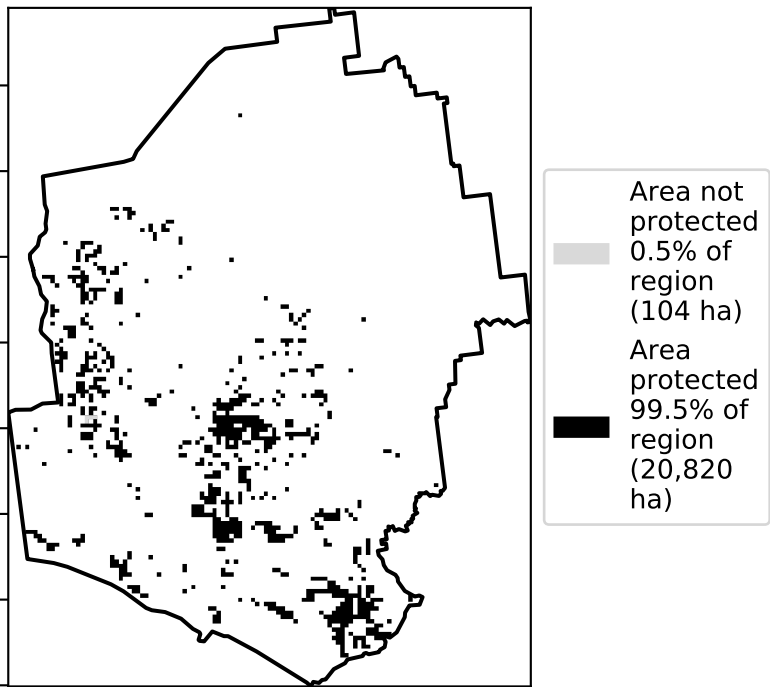 Area not
protected
0.5% of
region
(104 ha)
Area
protected
99.5% of
region
(20,820
ha)